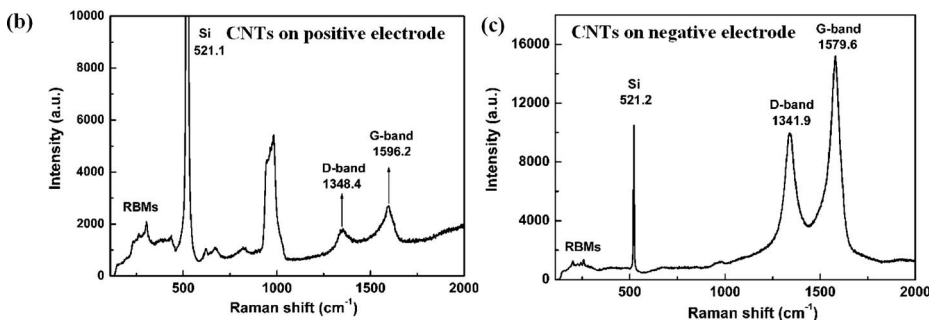 (b)
CNTs on positive electrode
Si
521.1
RBMs
D-band
1348.4
G-band
1596.2
10000
8000
6000
4000
2000
0
Intensity (a.u.)
500
1000
1500
2000
Raman shift (cm⁻¹)
(c)
CNTs on negative electrode
G-band
1579.6
Si
521.2
D-band
1341.9
RBMs
16000
12000
8000
4000
0
Intensity (a.u.)
500
1000
1500
2000
Raman shift (cm⁻¹)